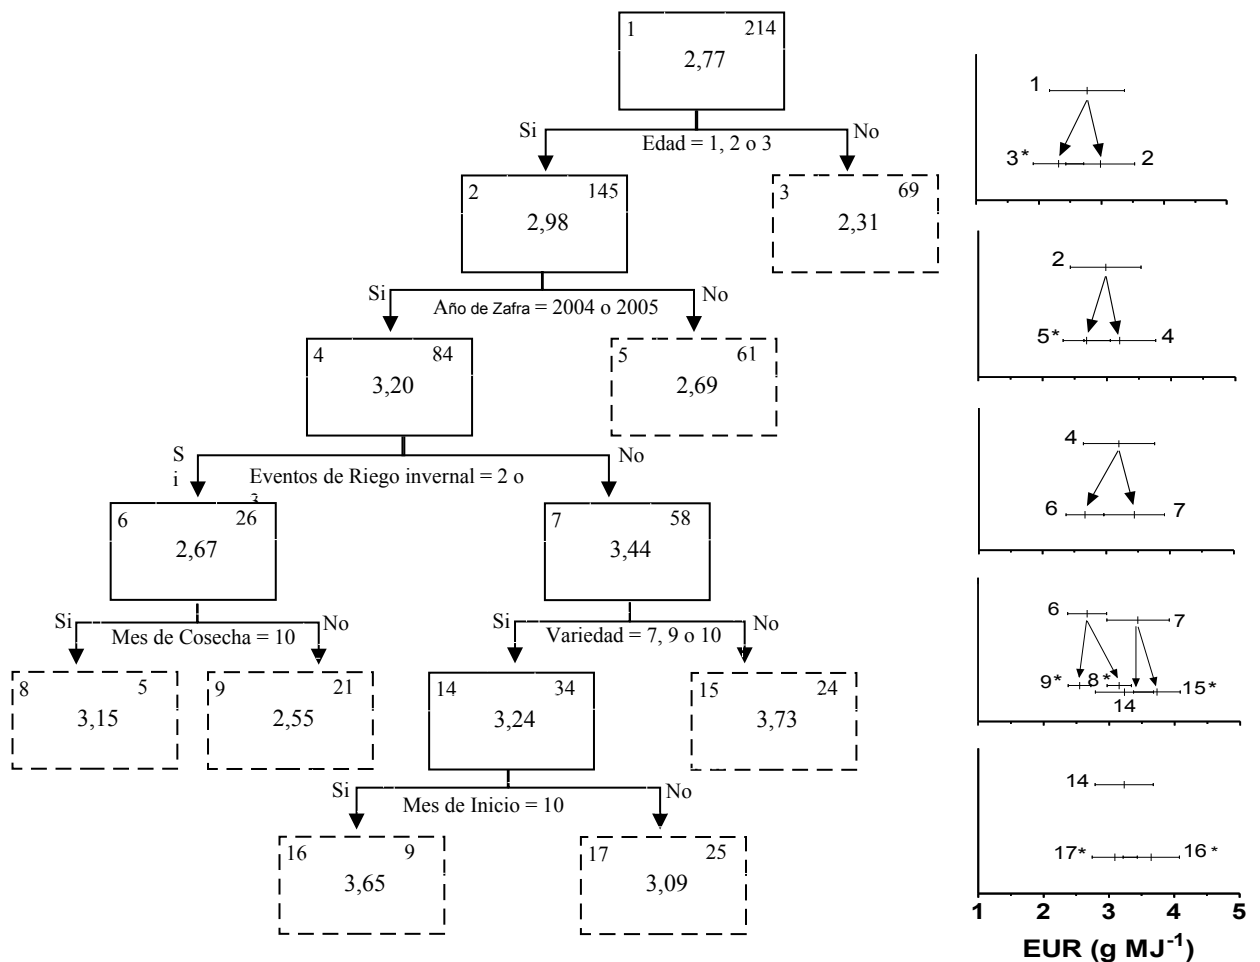 1 214
2,77
Si
Edad = 1, 2 o 3
No
2 145
2,98
3 69
2,31
Si
Año de Zafra = 2004 o 2005
No
4 84
3,20
5 61
2,69
S
i
Eventos de Riego invernal = 2 o
3
No
6 26
2,67
7 58
3,44
Si
Mes de Cosecha = 10
No
Si
Variedad = 7, 9 o 10
No
8 5
3,15
9 21
2,55
14 34
3,24
15 24
3,73
Si
Mes de Inicio = 10
No
16 9
3,65
17 25
3,09
1
3*
2
2
5*
4
4
6
7
6
7
9*
8*
15*
14
14
17*
16*
1 2 3 4 5
EUR (g MJ-1)